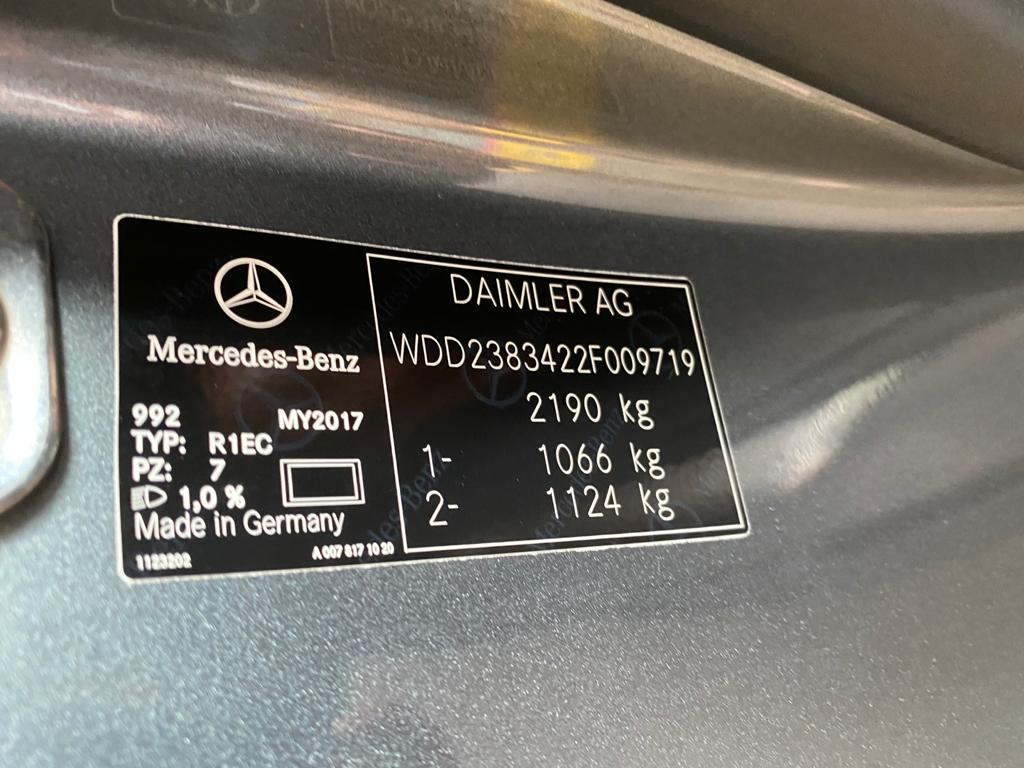 Mercedes-Benz
992 MY2017
TYP: R1EC
PZ: 7
1,0 %
Made in Germany
1123202 A 007 817 10 20
DAIMLER AG
WDD2383422F009719
2190 kg
1- 1066 kg
2- 1124 kg